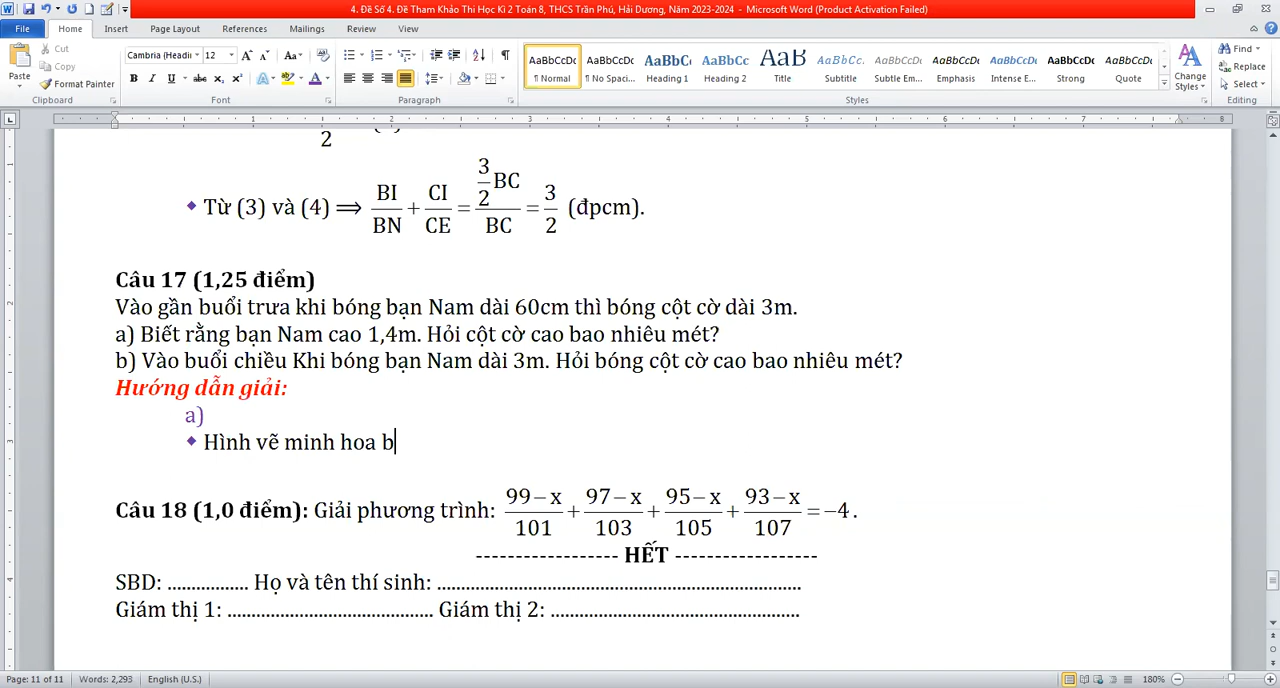 4. Đề Số 4. Đề Tham Khảo Thi Học Kì 2 Toán 8, THCS Trần Phú, Hải Dương, Năm 2023-2024 - Microsoft Word (Product Activation Failed)
File Home Insert Page Layout References Mailings Review View
Paste Cut Copy Format Painter
Cambria (Headi 12
AaBbCcDc AaBbCcDc AaBbCc AaBbCc AaB AaBbCc. AaBbCcDc AaBbCcDc AaBbCcDc AaBbCcDc AaBbCcDc
¶ Normal ¶ No Spaci... Heading 1 Heading 2 Title Subtitle Subtle Em... Emphasis Intense E... Strong Quote
Change Styles
Find Replace Select
Clipboard Font Paragraph Styles Editing
2
Từ (3) và (4) ⟹ BI/BN + CI/CE = (3/2 BC)/BC = 3/2 (đpcm).
Câu 17 (1,25 điểm)
Vào gần buổi trưa khi bóng bạn Nam dài 60cm thì bóng cột cờ dài 3m.
a) Biết rằng bạn Nam cao 1,4m. Hỏi cột cờ cao bao nhiêu mét?
b) Vào buổi chiều Khi bóng bạn Nam dài 3m. Hỏi bóng cột cờ cao bao nhiêu mét?
Hướng dẫn giải:
a)
Hình vẽ minh hoa b
Câu 18 (1,0 điểm): Giải phương trình: (99−x)/101 + (97−x)/103 + (95−x)/105 + (93−x)/107 = −4.
------------------ HẾT ------------------
SBD: ................ Họ và tên thí sinh: .........................................................................
Giám thị 1: ......................................... Giám thị 2: ..................................................
Page: 11 of 11 Words: 2,293 English (U.S.) 180%